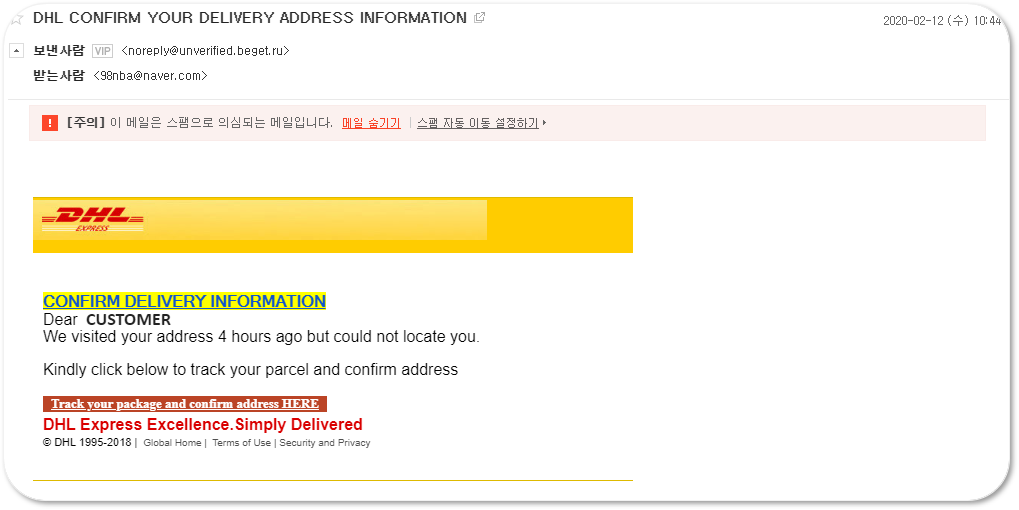 DHL CONFIRM YOUR DELIVERY ADDRESS INFORMATION
2020-02-12 (수) 10:44
보낸사람 VIP <noreply@unverified.beget.ru>
받는사람 <98nba@naver.com>
! [주의] 이 메일은 스팸으로 의심되는 메일입니다. 메일 숨기기 | 스팸 자동 이동 설정하기
DHL
EXPRESS
CONFIRM DELIVERY INFORMATION
Dear CUSTOMER
We visited your address 4 hours ago but could not locate you.
Kindly click below to track your parcel and confirm address
Track your package and confirm address HERE
DHL Express Excellence.Simply Delivered
© DHL 1995-2018 | Global Home | Terms of Use | Security and Privacy